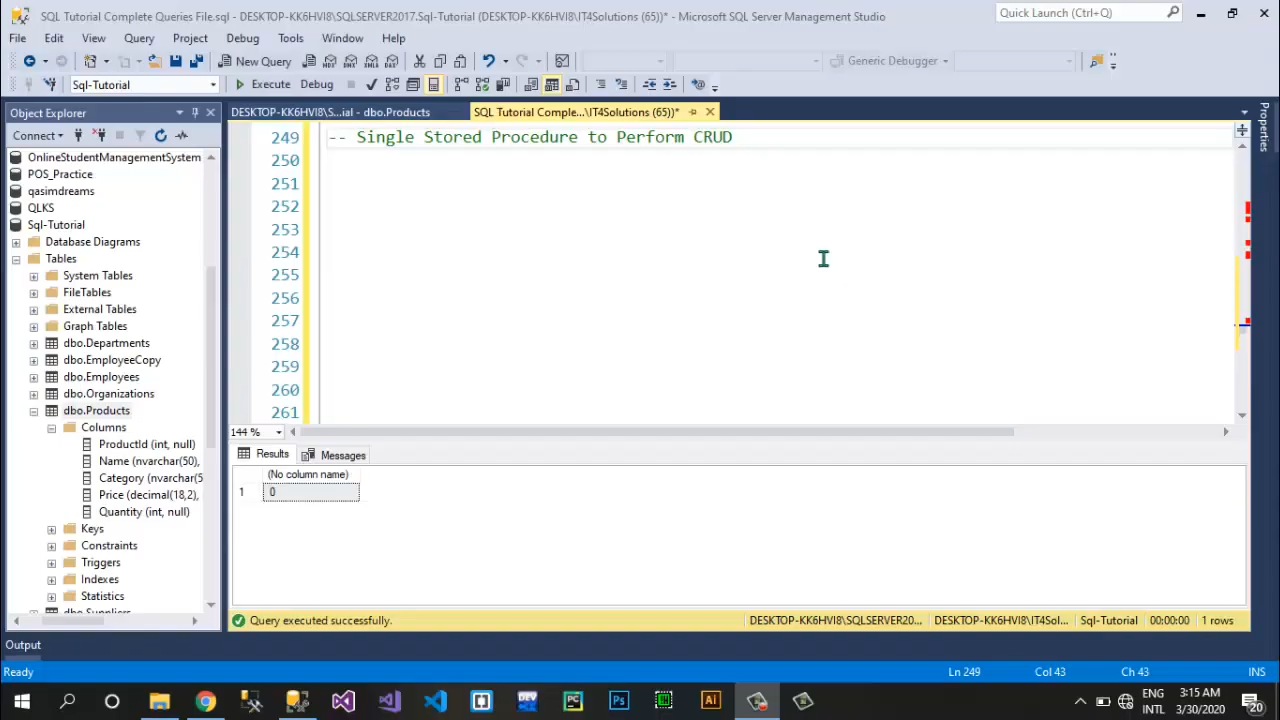 SQL Tutorial Complete Queries File.sql - DESKTOP-KK6HVI8\SQLSERVER2017.Sql-Tutorial (DESKTOP-KK6HVI8\IT4Solutions (65))* - Microsoft SQL Server Management Studio
Quick Launch (Ctrl+Q)
File Edit View Query Project Debug Tools Window Help
New Query
Generic Debugger
Sql-Tutorial
Execute Debug
Object Explorer
DESKTOP-KK6HVI8\S...ial - dbo.Products
SQL Tutorial Comple...\IT4Solutions (65)*
Properties
Connect
OnlineStudentManagementSystem
POS_Practice
qasimdreams
QLKS
Sql-Tutorial
Database Diagrams
Tables
System Tables
FileTables
External Tables
Graph Tables
dbo.Departments
dbo.EmployeeCopy
dbo.Employees
dbo.Organizations
dbo.Products
Columns
ProductId (int, null)
Name (nvarchar(50),
Category (nvarchar(5
Price (decimal(18,2),
Quantity (int, null)
Keys
Constraints
Triggers
Indexes
Statistics
dbo.Suppliers
249 -- Single Stored Procedure to Perform CRUD
250
251
252
253
254
255
256
257
258
259
260
261
144 %
Results Messages
(No column name)
1 0
Query executed successfully.
DESKTOP-KK6HVI8\SQLSERVER20... DESKTOP-KK6HVI8\IT4Sol... Sql-Tutorial 00:00:00 1 rows
Output
Ready Ln 249 Col 43 Ch 43 INS
DEV
PC
Ps
Ai
ENG
INTL
3:15 AM
3/30/2020
20